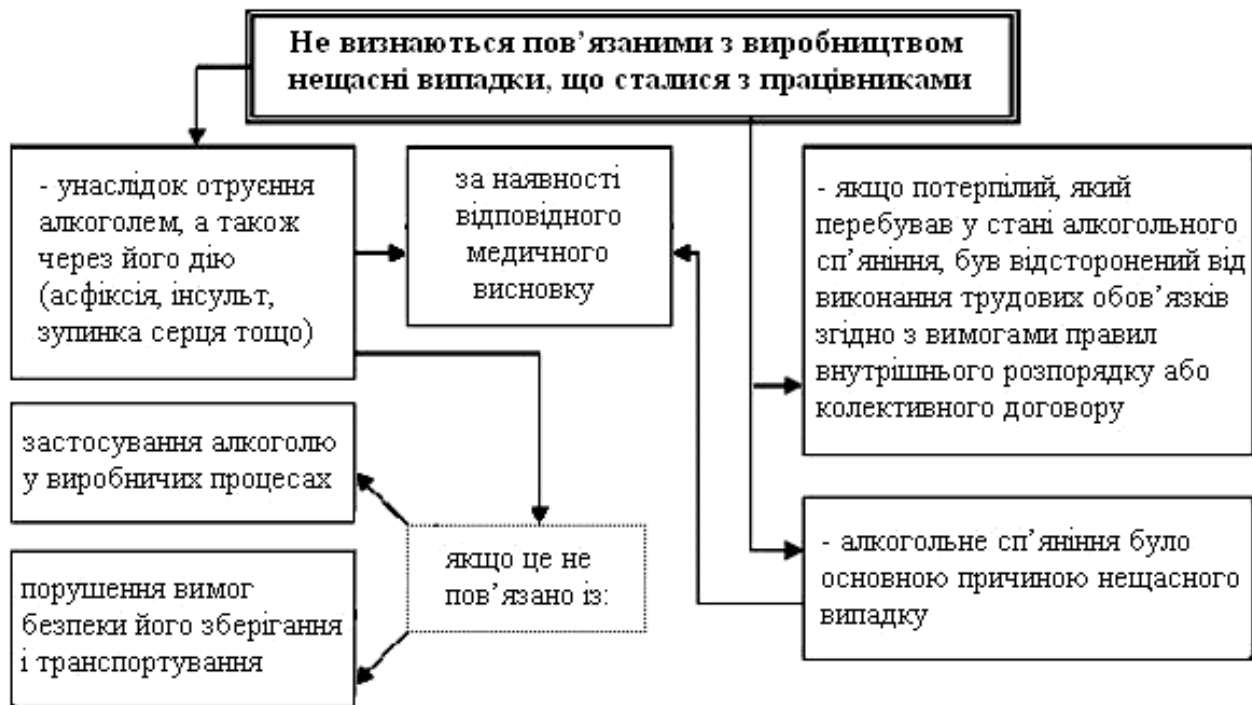 Не визнаються пов’язаними з виробництвом
нещасні випадки, що сталися з працівниками
- унаслідок отруєння
алкоголем, а також
через його дію
(асфіксія, інсульт,
зупинка серця тощо)
за наявності
відповідного
медичного
висновку
- якщо потерпілий, який
перебував у стані алкогольного
сп’яніння, був відсторонений від
виконання трудових обов’язків
згідно з вимогами правил
внутрішнього розпорядку або
колективного договору
застосування алкоголю
у виробничих процесах
якщо це не
пов’язано із:
- алкогольне сп’яніння було
основною причиною нещасного
випадку
порушення вимог
безпеки його зберігання
і транспортування